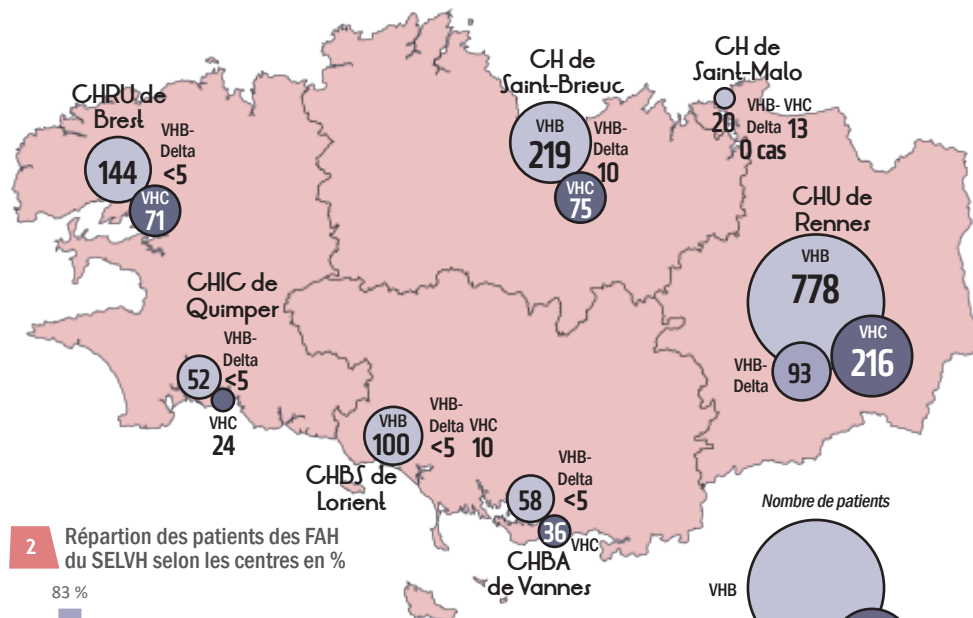 CHRU de
Brest
144
VHB-
Delta
<5
VHC
71
CH de
Saint-Brieuc
VHB
219
VHB-
Delta
10
VHC
75
CH de
Saint-Malo
20
VHB-
Delta
0 cas
VHC
13
CHU de
Rennes
VHB
778
VHB-
Delta
93
VHC
216
CHIC de
Quimper
52
VHB-
Delta
<5
VHC
24
VHB
100
VHB-
Delta
<5
VHC
10
CHBS de
Lorient
58
VHB-
Delta
<5
36
VHC
CHBA
de Vannes
2
Répartion des patients des FAH
du SELVH selon les centres en %
83 %
Nombre de patients
VHB